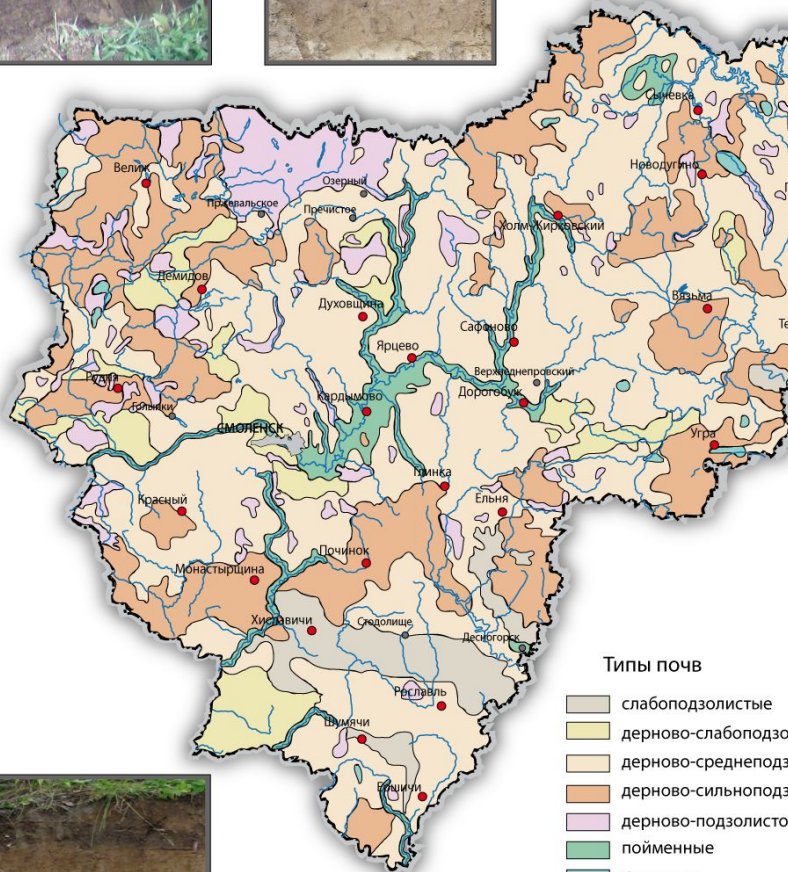 Сычевка
Велиж
Новодугино
Озерный
Пржевальское
Пречистое
Холм-Жирковский
Демидов
Вязьма
Духовщина
Сафоново
Те
Ярцево
Верхнеднепровский
Рудня
Кардымово
Дорогобуж
Голынки
СМОЛЕНСК
Угра
Глинка
Красный
Ельня
Починок
Монастырщина
Хиславичи
Стодолище
Десногорск
Рославль
Шумячи
Ершичи
Типы почв
слабоподзолистые
дерново-слабоподзо
дерново-среднеподз
дерново-сильноподз
дерново-подзолисто
пойменные